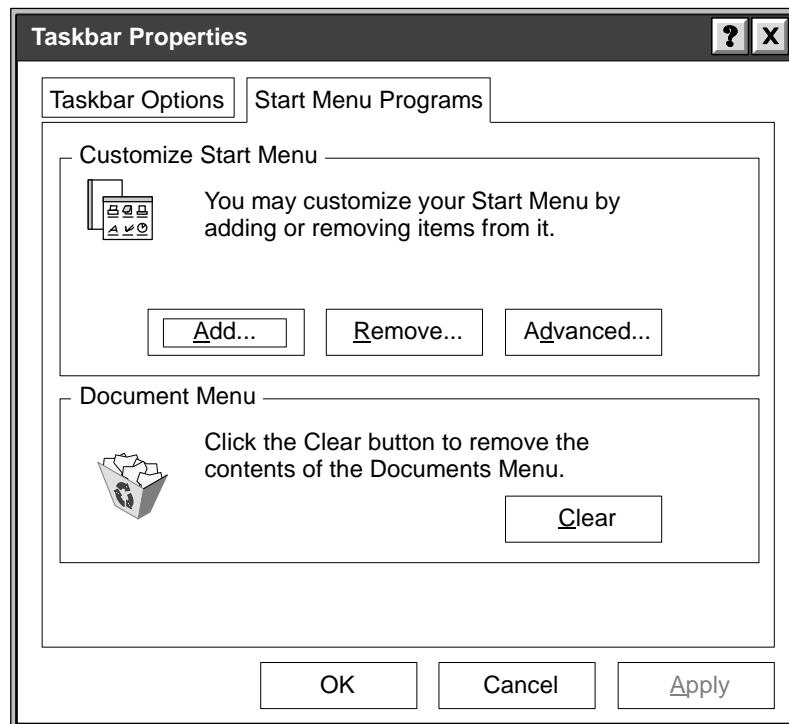 Taskbar Properties
? X
Taskbar Options Start Menu Programs
Customize Start Menu
You may customize your Start Menu by
adding or removing items from it.
Add... Remove... Advanced...
Document Menu
Click the Clear button to remove the
contents of the Documents Menu.
Clear
OK Cancel Apply